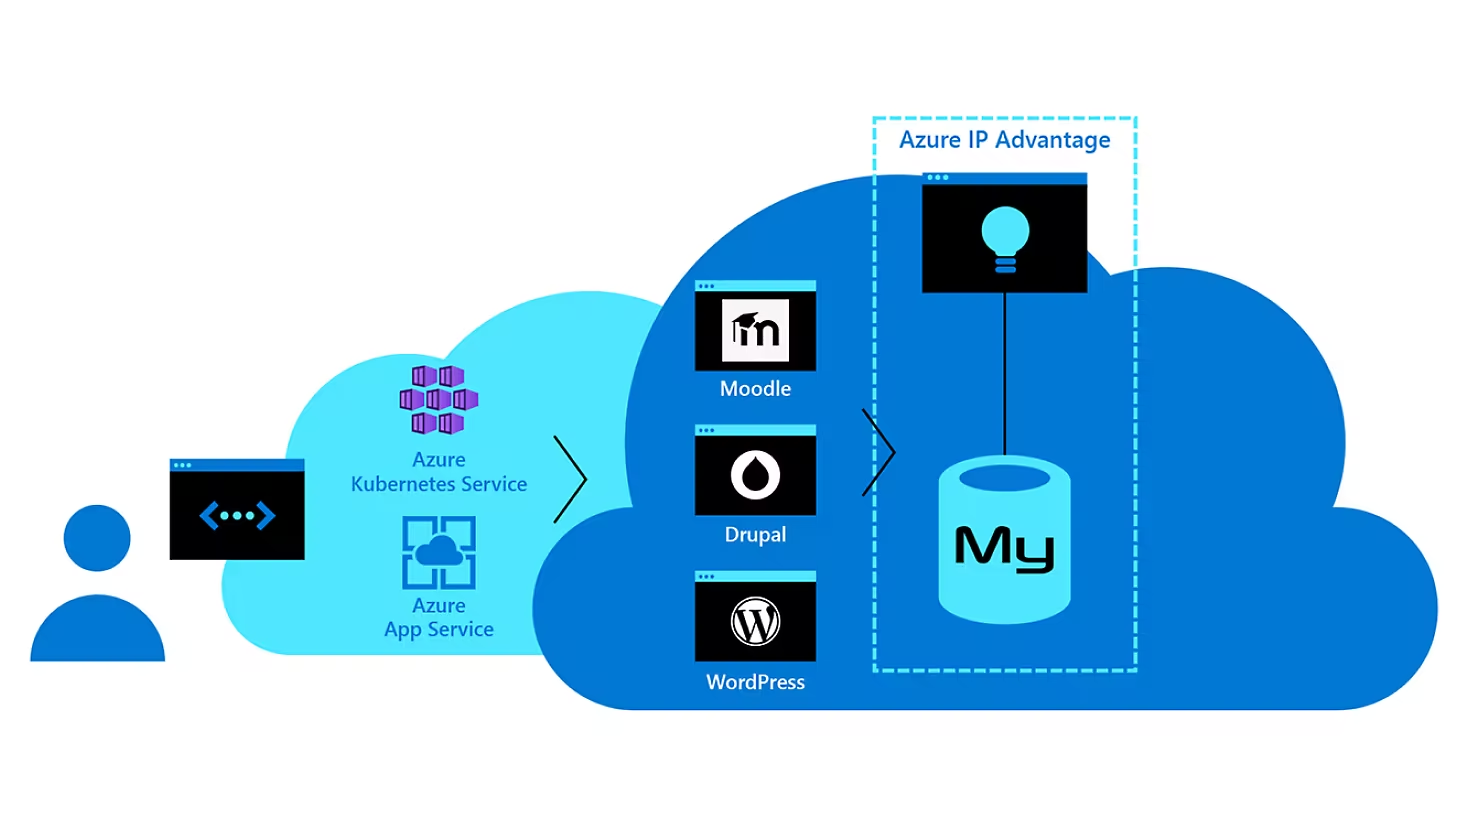 Azure IP Advantage
m
Moodle
Azure
Kubernetes Service
Drupal
My
Azure
App Service
W
WordPress